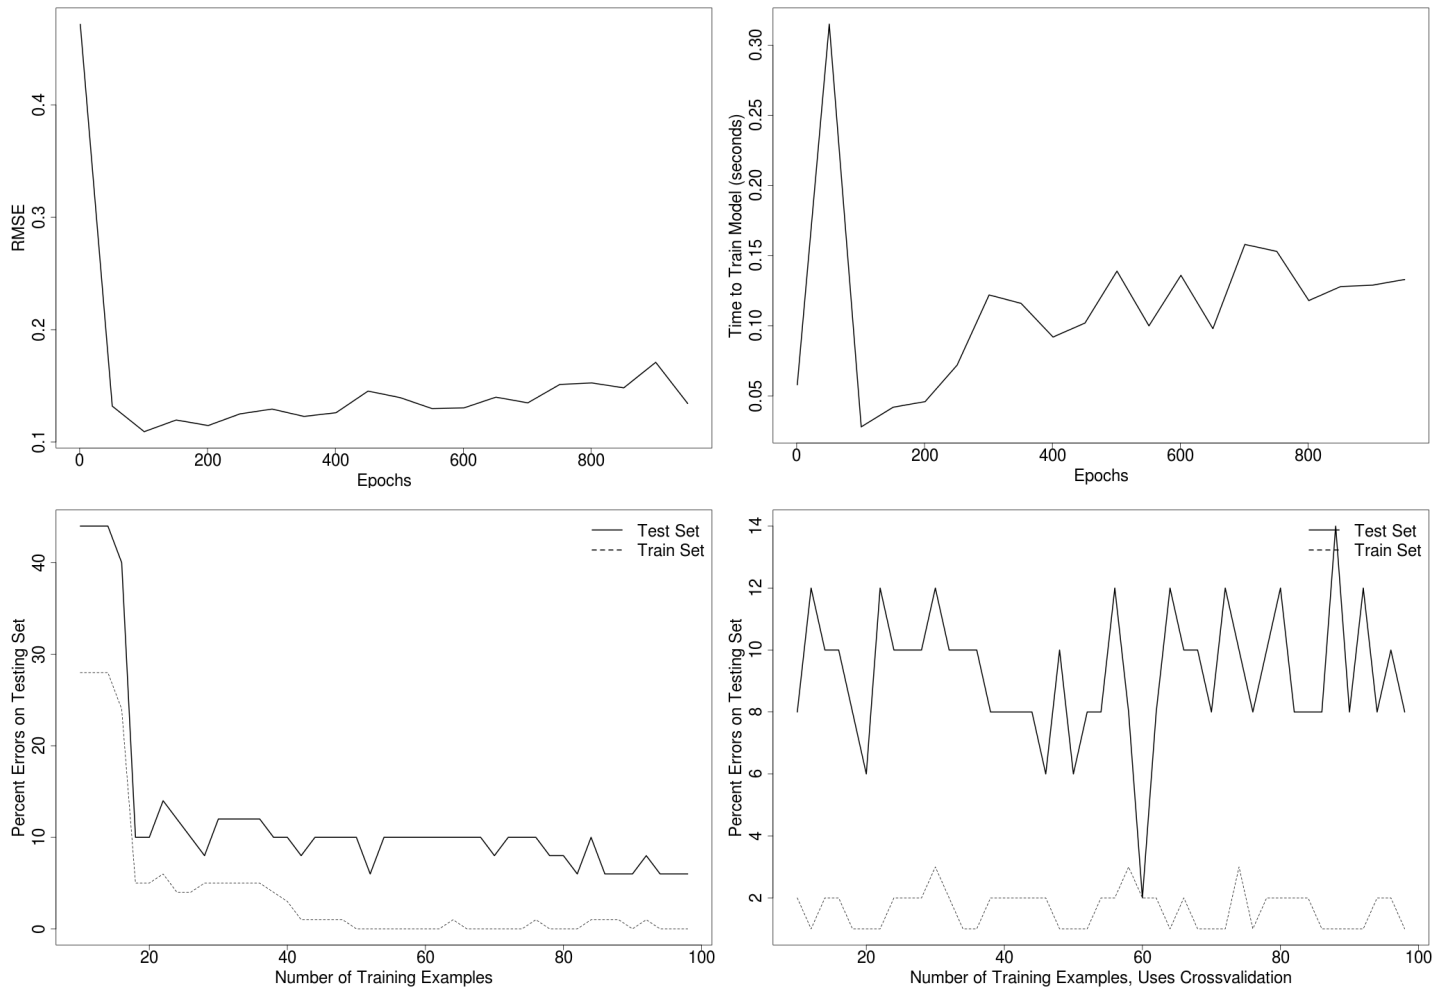 RMSE
0.4
0.3
0.2
0.1
0 200 400 600 800
Epochs
Time to Train Model (seconds)
0.30
0.25
0.20
0.15
0.10
0.05
0 200 400 600 800
Epochs
Percent Errors on Testing Set
40
30
20
10
0
Test Set
Train Set
20 40 60 80 100
Number of Training Examples
Percent Errors on Testing Set
14
12
10
8
6
4
2
Test Set
Train Set
20 40 60 80 100
Number of Training Examples, Uses Crossvalidation